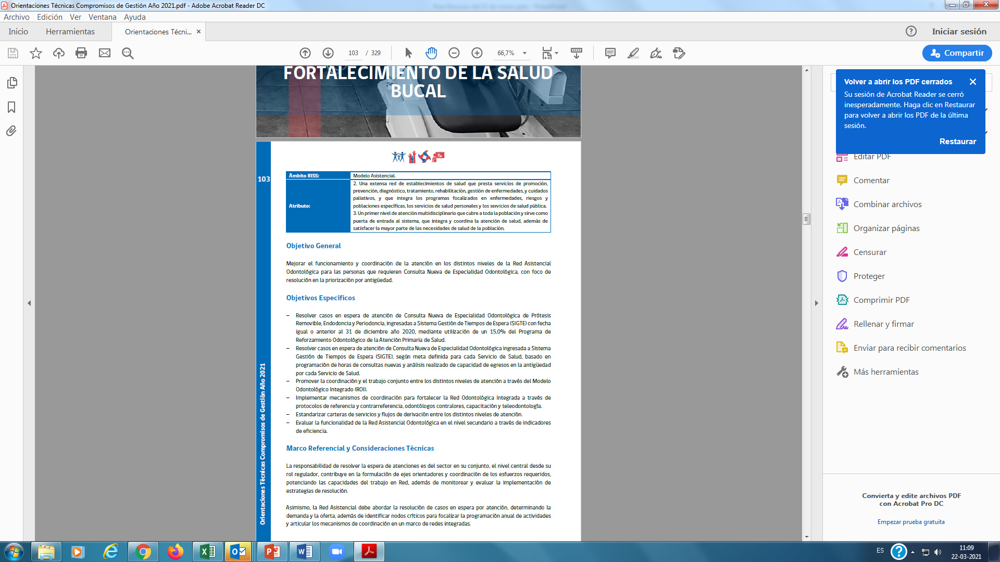 Orientaciones Técnicas Compromisos de Gestión Año 2021.pdf - Adobe Acrobat Reader DC
Archivo Edición Ver Ventana Ayuda
Inicio Herramientas Orientaciones Técni... Iniciar sesión
103 / 329 66,7% Compartir
FORTALECIMIENTO DE LA SALUD
BUCAL
Volver a abrir los PDF cerrados
Su sesión de Acrobat Reader se cerró
inesperadamente. Haga clic en Restaurar
para volver a abrir los PDF de la última
sesión.
Restaurar
103
Ámbito RISS: Modelo Asistencial.
Atributo:
2. Una extensa red de establecimientos de salud que presta servicios de promoción,
prevención, diagnóstico, tratamiento, rehabilitación, gestión de enfermedades, y cuidados
paliativos, y que integra los programas focalizados en enfermedades, riesgos y
poblaciones específicas, los servicios de salud personales y los servicios de salud pública.
3. Un primer nivel de atención multidisciplinario que cubre a toda la población y sirve como
puerta de entrada al sistema, que integra y coordina la atención de salud, además de
satisfacer la mayor parte de las necesidades de salud de la población.
Objetivo General
Mejorar el funcionamiento y coordinación de la atención en los distintos niveles de la Red Asistencial
Odontológica para las personas que requieren Consulta Nueva de Especialidad Odontológica, con foco de
resolución en la priorización por antigüedad.
Objetivos Específicos
– Resolver casos en espera de atención de Consulta Nueva de Especialidad Odontológica de Prótesis
Removible, Endodoncia y Periodoncia, ingresadas a Sistema Gestión de Tiempos de Espera (SIGTE) con fecha
igual o anterior al 31 de diciembre año 2020, mediante utilización de un 15,0% del Programa de
Reforzamiento Odontológico de la Atención Primaria de Salud.
– Resolver casos en espera de atención de Consulta Nueva de Especialidad Odontológica ingresada a Sistema
Gestión de Tiempos de Espera (SIGTE), según meta definida para cada Servicio de Salud, basado en
programación de horas de consultas nuevas y análisis realizado de capacidad de egresos en la antigüedad
por cada Servicio de Salud.
– Promover la coordinación y el trabajo conjunto entre los distintos niveles de atención a través del Modelo
Odontológico Integrado (ROI).
– Implementar mecanismos de coordinación para fortalecer la Red Odontológica Integrada a través de
protocolos de referencia y contrarreferencia, odontólogos contralores, capacitación y teleodontología.
– Estandarizar carteras de servicios y flujos de derivación entre los distintos niveles de atención.
– Evaluar la funcionalidad de la Red Asistencial Odontológica en el nivel secundario a través de indicadores
de eficiencia.
Marco Referencial y Consideraciones Técnicas
La responsabilidad de resolver la espera de atenciones es del sector en su conjunto, el nivel central desde su
rol regulador, contribuye en la formulación de ejes orientadores y coordinación de los esfuerzos requeridos,
potenciando las capacidades del trabajo en Red, además de monitorear y evaluar la implementación de
estrategias de resolución.
Asimismo, la Red Asistencial debe abordar la resolución de casos en espera por atención, determinando la
demanda y la oferta, además de identificar nodos críticos para focalizar la programación anual de actividades
y articular los mecanismos de coordinación en un marco de redes integradas.
Orientaciones Técnicas Compromisos de Gestión Año 2021
Editar PDF
Comentar
Combinar archivos
Organizar páginas
Censurar
Proteger
Comprimir PDF
Rellenar y firmar
Enviar para recibir comentarios
Más herramientas
Convierta y edite archivos PDF
con Acrobat Pro DC
Empezar prueba gratuita
ES
11:09
22-03-2021